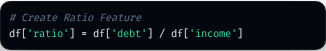 # Create Ratio Feature
df['ratio'] = df['debt'] / df['income']